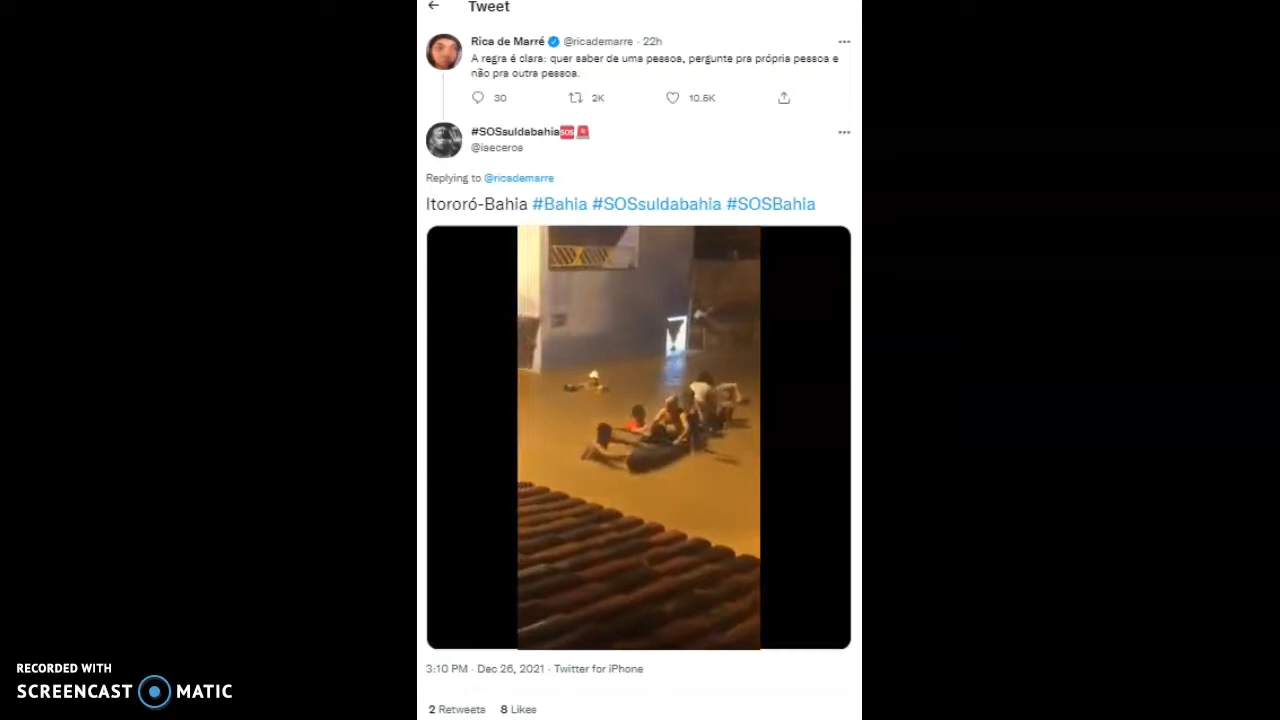 Tweet
Rica de Marré @ricademarre · 22h
A regra é clara: quer saber de uma pessoa, pergunte pra própria pessoa e
não pra outra pessoa.
30 2K 10.5K
#SOSsuldabahia SOS
@iaeceros
Replying to @ricademarre
Itororó-Bahia #Bahia #SOSsuldabahia #SOSBahia
3:10 PM · Dec 26, 2021 · Twitter for iPhone
2 Retweets 8 Likes
RECORDED WITH
SCREENCAST MATIC